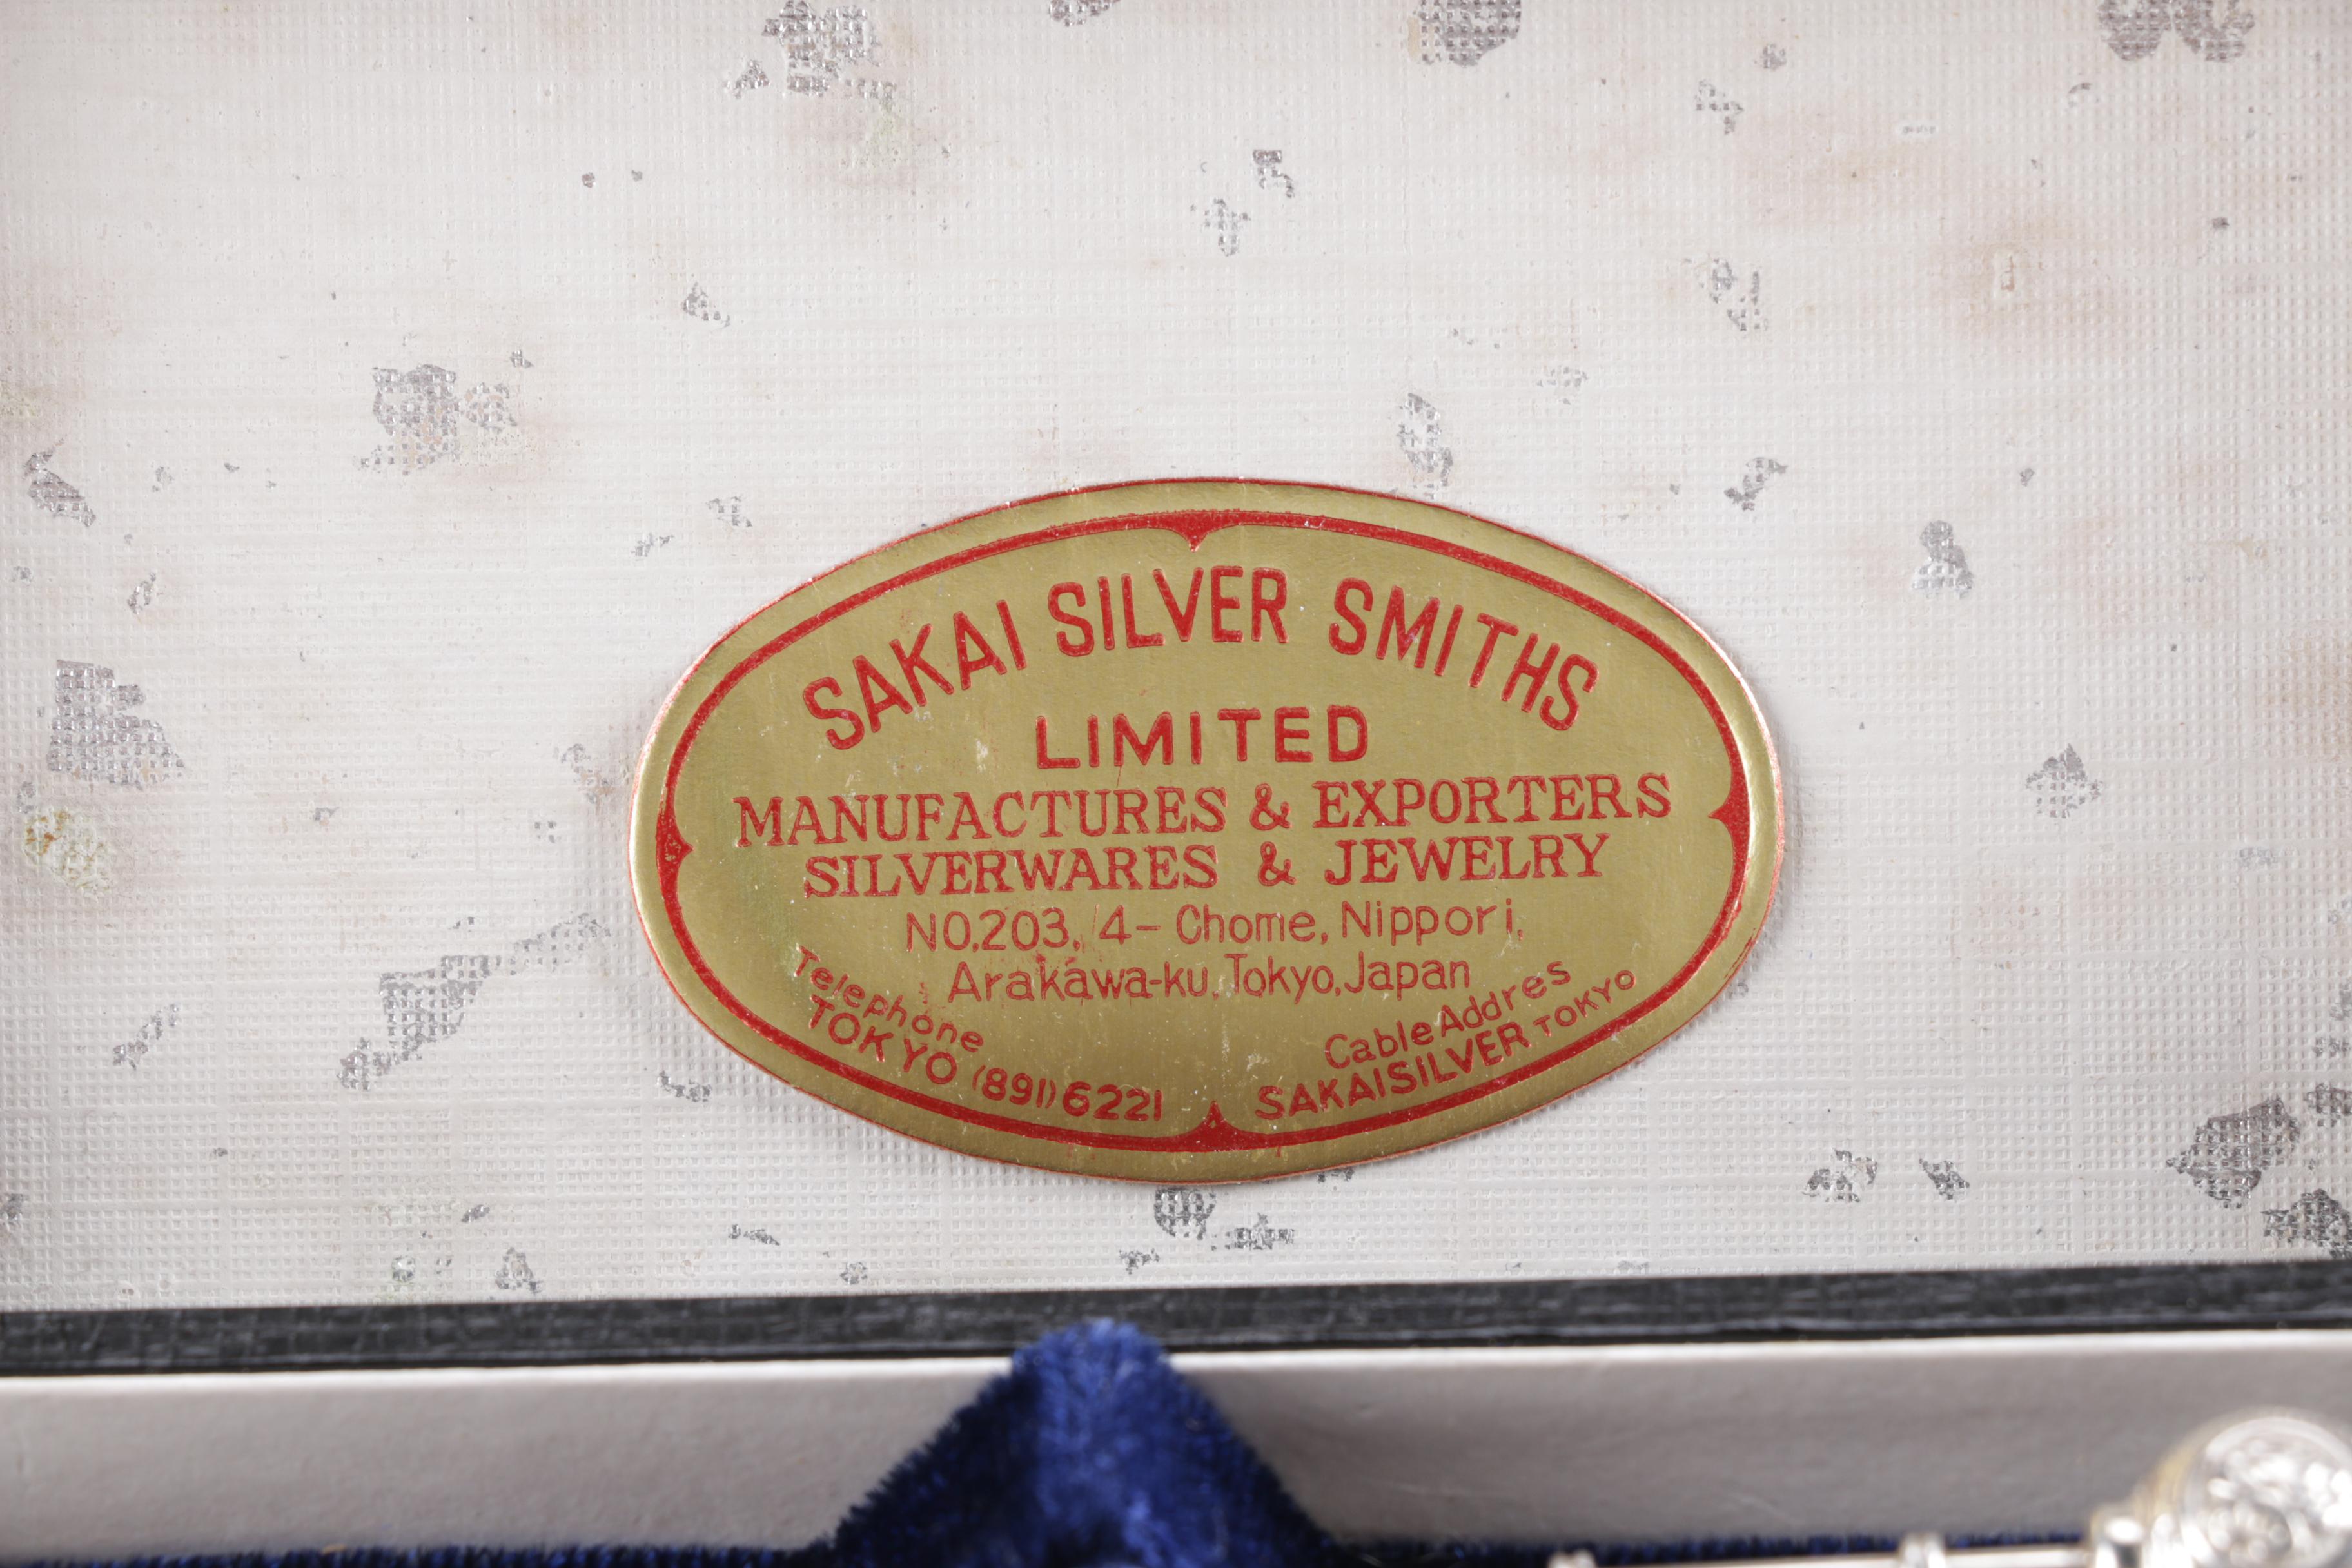 SAKAI SILVER SMITHS
LIMITED
MANUFACTURES & EXPORTERS
SILVERWARES & JEWELRY
NO,203, 4- Chome, Nippori,
Arakawa-ku, Tokyo, Japan
Telephone
TOKYO (891) 6221
Cable Addres
SAKAISILVER TOKYO